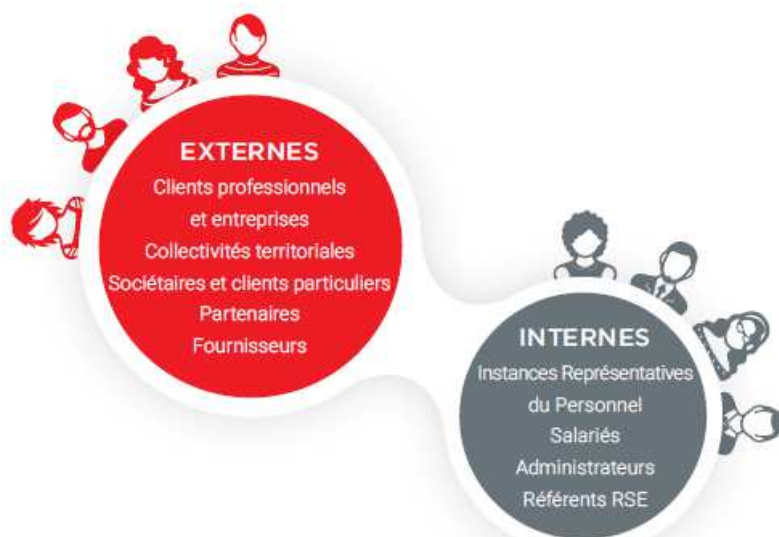 EXTERNES
Clients professionnels
et entreprises
Collectivités territoriales
Sociétaires et clients particuliers
Partenaires
Fournisseurs
INTERNES
Instances Représentatives
du Personnel
Salariés
Administrateurs
Référents RSE